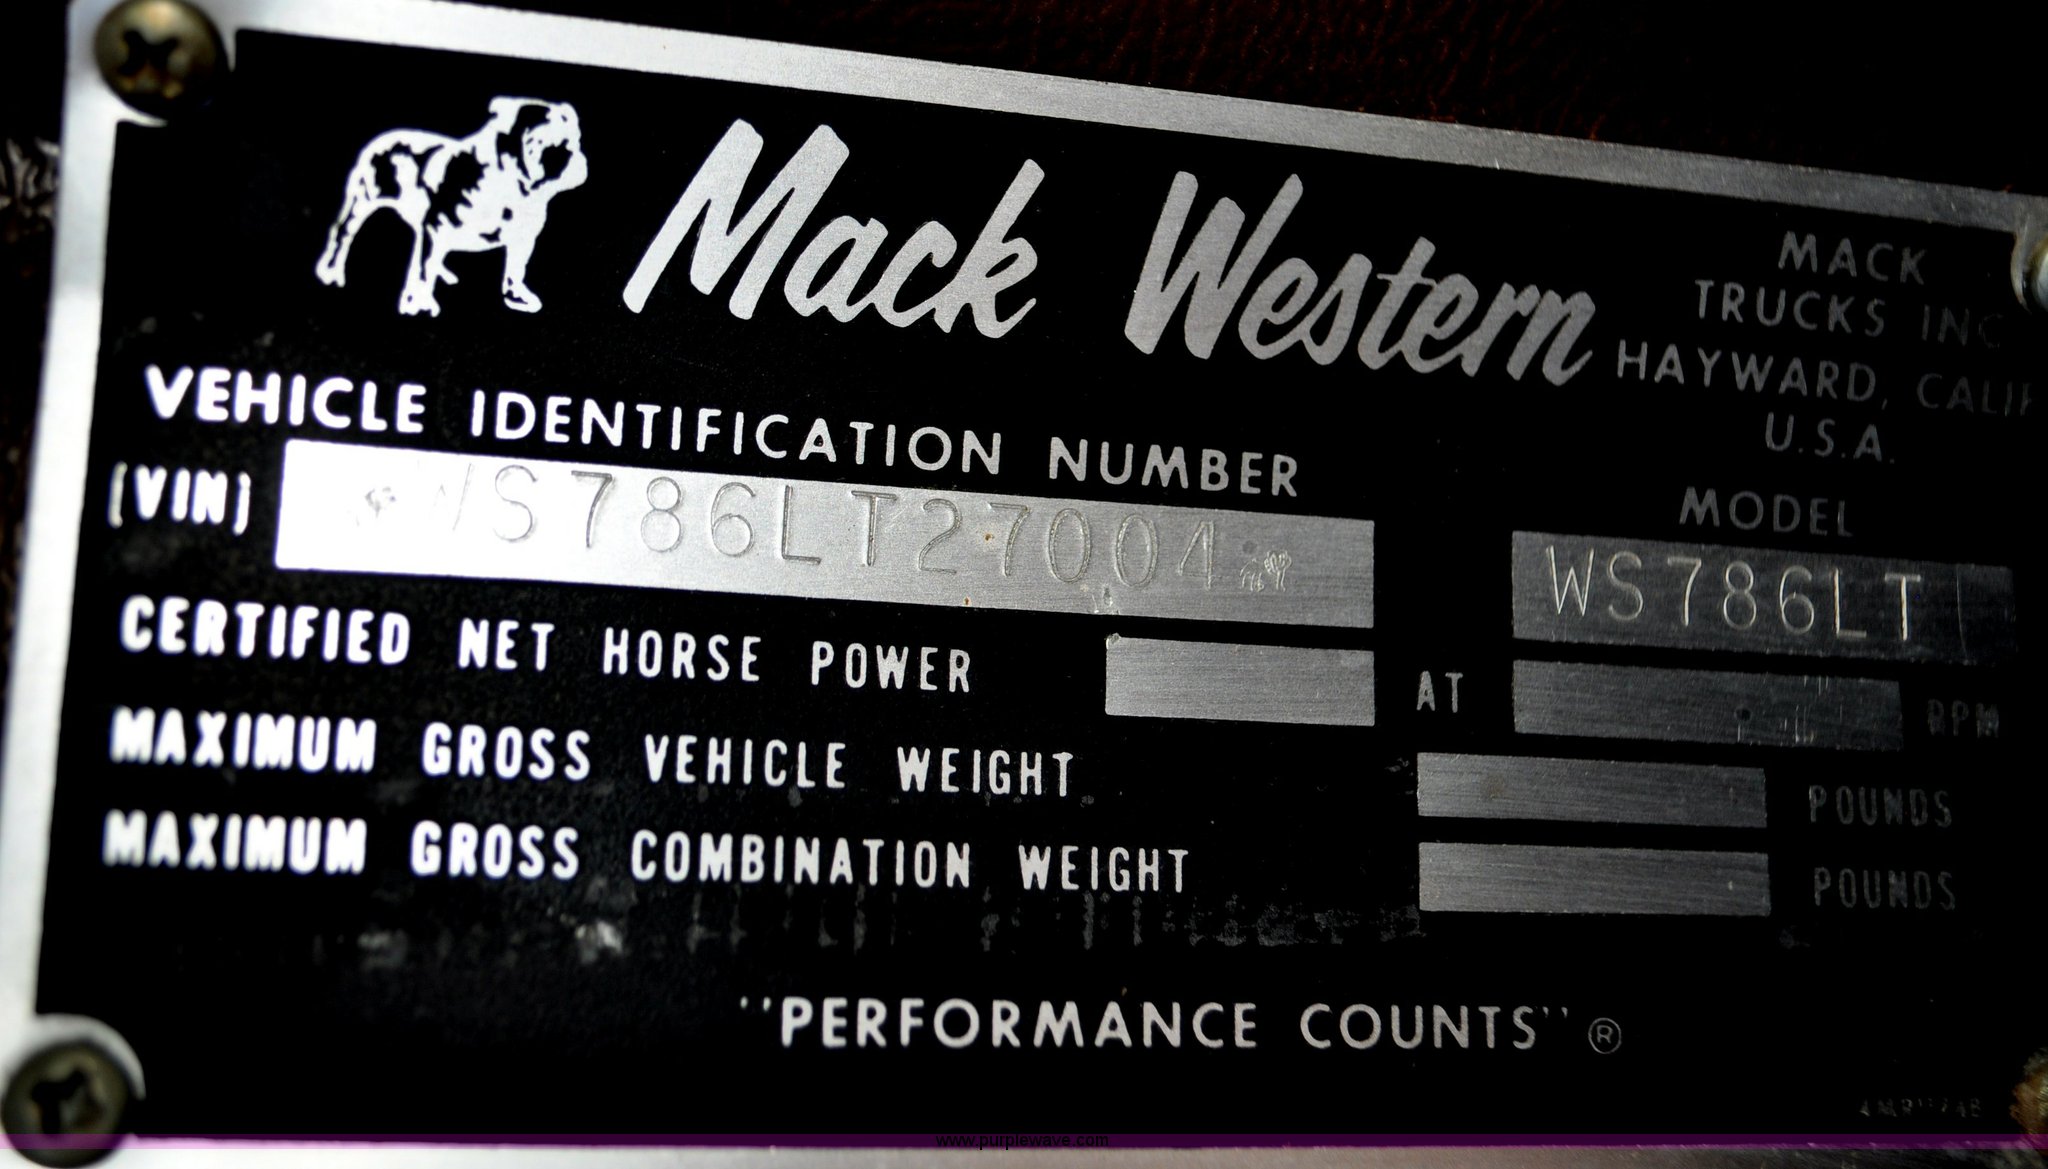 Mack Western
MACK
TRUCKS INC
HAYWARD, CALIF
U.S.A.
VEHICLE IDENTIFICATION NUMBER
(VIN) WS786LT27004
MODEL
WS786LT
CERTIFIED NET HORSE POWER AT RPM
MAXIMUM GROSS VEHICLE WEIGHT POUNDS
MAXIMUM GROSS COMBINATION WEIGHT POUNDS
"PERFORMANCE COUNTS" ®
www.purplewave.com